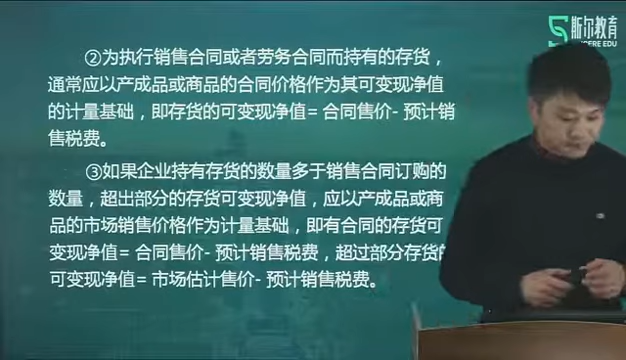 斯尔教育
②为执行销售合同或者劳务合同而持有的存货，
通常应以产成品或商品的合同价格作为其可变现净值
的计量基础，即存货的可变现净值= 合同售价- 预计销
售税费。
③如果企业持有存货的数量多于销售合同订购的
数量，超出部分的存货可变现净值，应以产成品或商
品的市场销售价格作为计量基础，即有合同的存货可
变现净值= 合同售价- 预计销售税费，超过部分存货的
可变现净值= 市场估计售价- 预计销售税费。